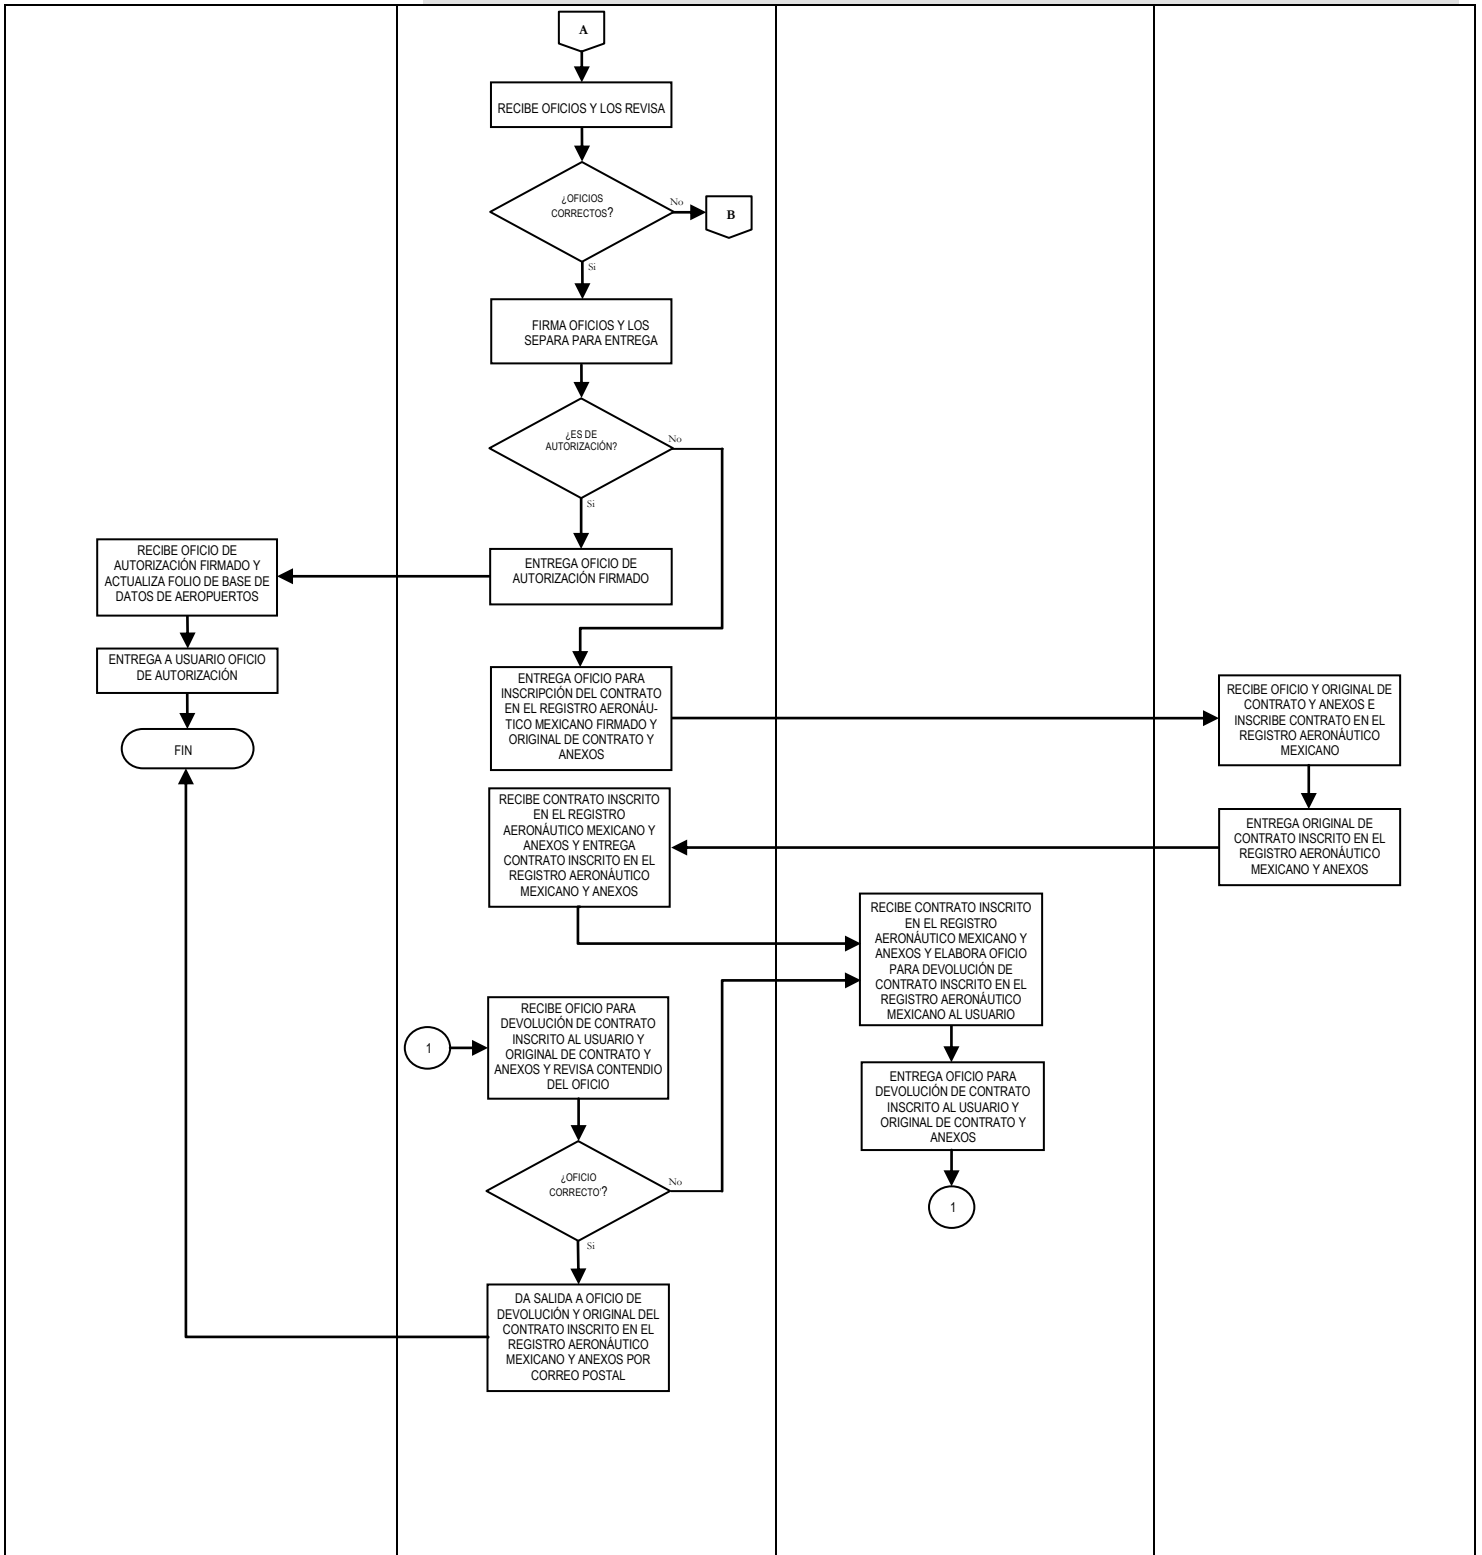 A
RECIBE OFICIOS Y LOS REVISA
¿OFICIOS
CORRECTOS?
No
B
Si
FIRMA OFICIOS Y LOS
SEPARA PARA ENTREGA
¿ES DE
AUTORIZACIÓN?
No
Si
ENTREGA OFICIO DE
AUTORIZACIÓN FIRMADO
RECIBE OFICIO DE
AUTORIZACIÓN FIRMADO Y
ACTUALIZA FOLIO DE BASE DE
DATOS DE AEROPUERTOS
ENTREGA A USUARIO OFICIO
DE AUTORIZACIÓN
FIN
ENTREGA OFICIO PARA
INSCRIPCIÓN DEL CONTRATO
EN EL REGISTRO AERONÁU-
TICO MEXICANO FIRMADO Y
ORIGINAL DE CONTRATO Y
ANEXOS
RECIBE OFICIO Y ORIGINAL DE
CONTRATO Y ANEXOS E
INSCRIBE CONTRATO EN EL
REGISTRO AERONÁUTICO
MEXICANO
ENTREGA ORIGINAL DE
CONTRATO INSCRITO EN EL
REGISTRO AERONÁUTICO
MEXICANO Y ANEXOS
RECIBE CONTRATO INSCRITO
EN EL REGISTRO
AERONÁUTICO MEXICANO Y
ANEXOS Y ENTREGA
CONTRATO INSCRITO EN EL
REGISTRO AERONÁUTICO
MEXICANO Y ANEXOS
RECIBE CONTRATO INSCRITO
EN EL REGISTRO
AERONÁUTICO MEXICANO Y
ANEXOS Y ELABORA OFICIO
PARA DEVOLUCIÓN DE
CONTRATO INSCRITO EN EL
REGISTRO AERONÁUTICO
MEXICANO AL USUARIO
ENTREGA OFICIO PARA
DEVOLUCIÓN DE CONTRATO
INSCRITO AL USUARIO Y
ORIGINAL DE CONTRATO Y
ANEXOS
1
1
RECIBE OFICIO PARA
DEVOLUCIÓN DE CONTRATO
INSCRITO AL USUARIO Y
ORIGINAL DE CONTRATO Y
ANEXOS Y REVISA CONTENDIO
DEL OFICIO
¿OFICIO
CORRECTO'?
No
Si
DA SALIDA A OFICIO DE
DEVOLUCIÓN Y ORIGINAL DEL
CONTRATO INSCRITO EN EL
REGISTRO AERONÁUTICO
MEXICANO Y ANEXOS POR
CORREO POSTAL